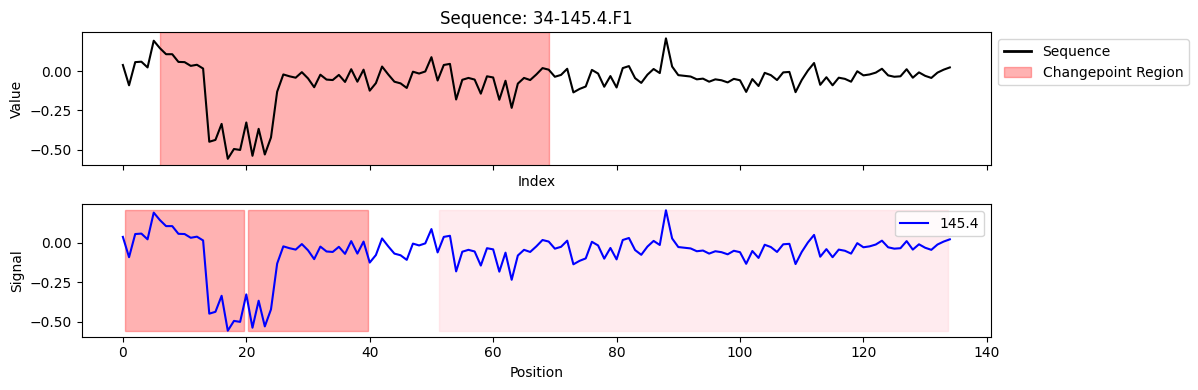 Sequence: 34-145.4.F1
Value
0.00
−0.25
−0.50
Index
Sequence
Changepoint Region
Signal
0.00
−0.25
−0.50
145.4
0 20 40 60 80 100 120 140
Position